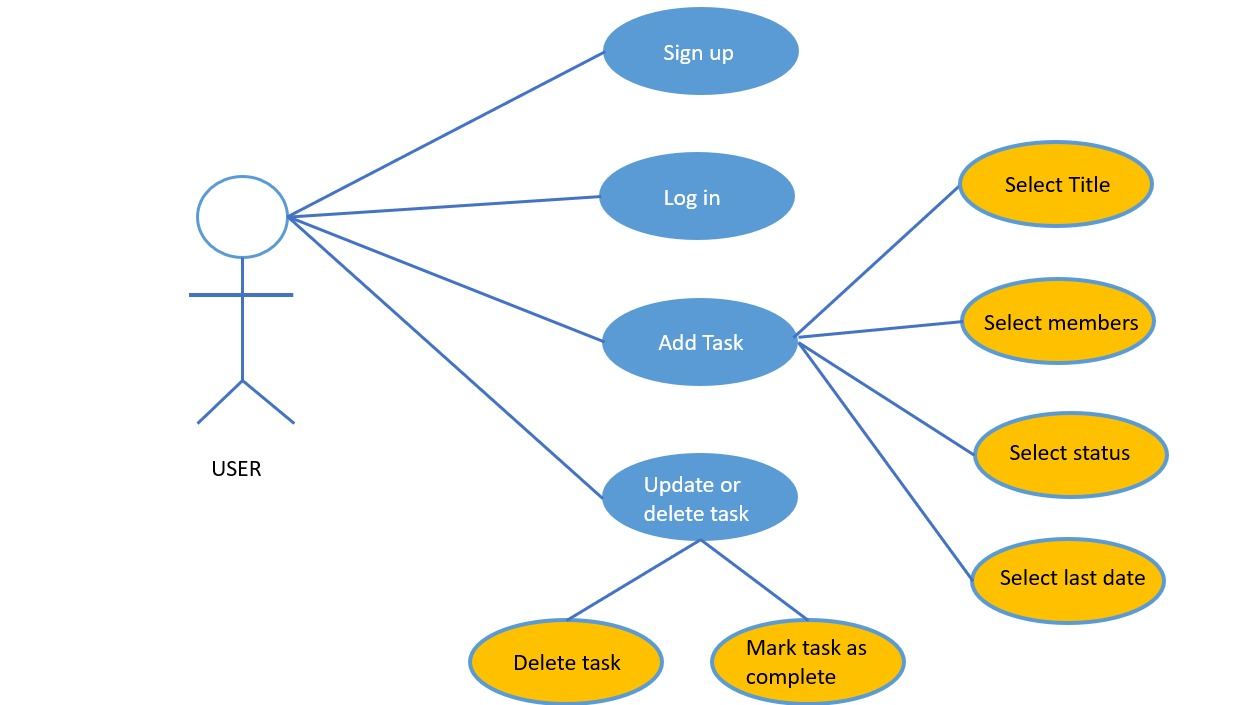 Sign up
Log in
Select Title
Add Task
Select members
Select status
USER
Update or
delete task
Select last date
Delete task
Mark task as
complete